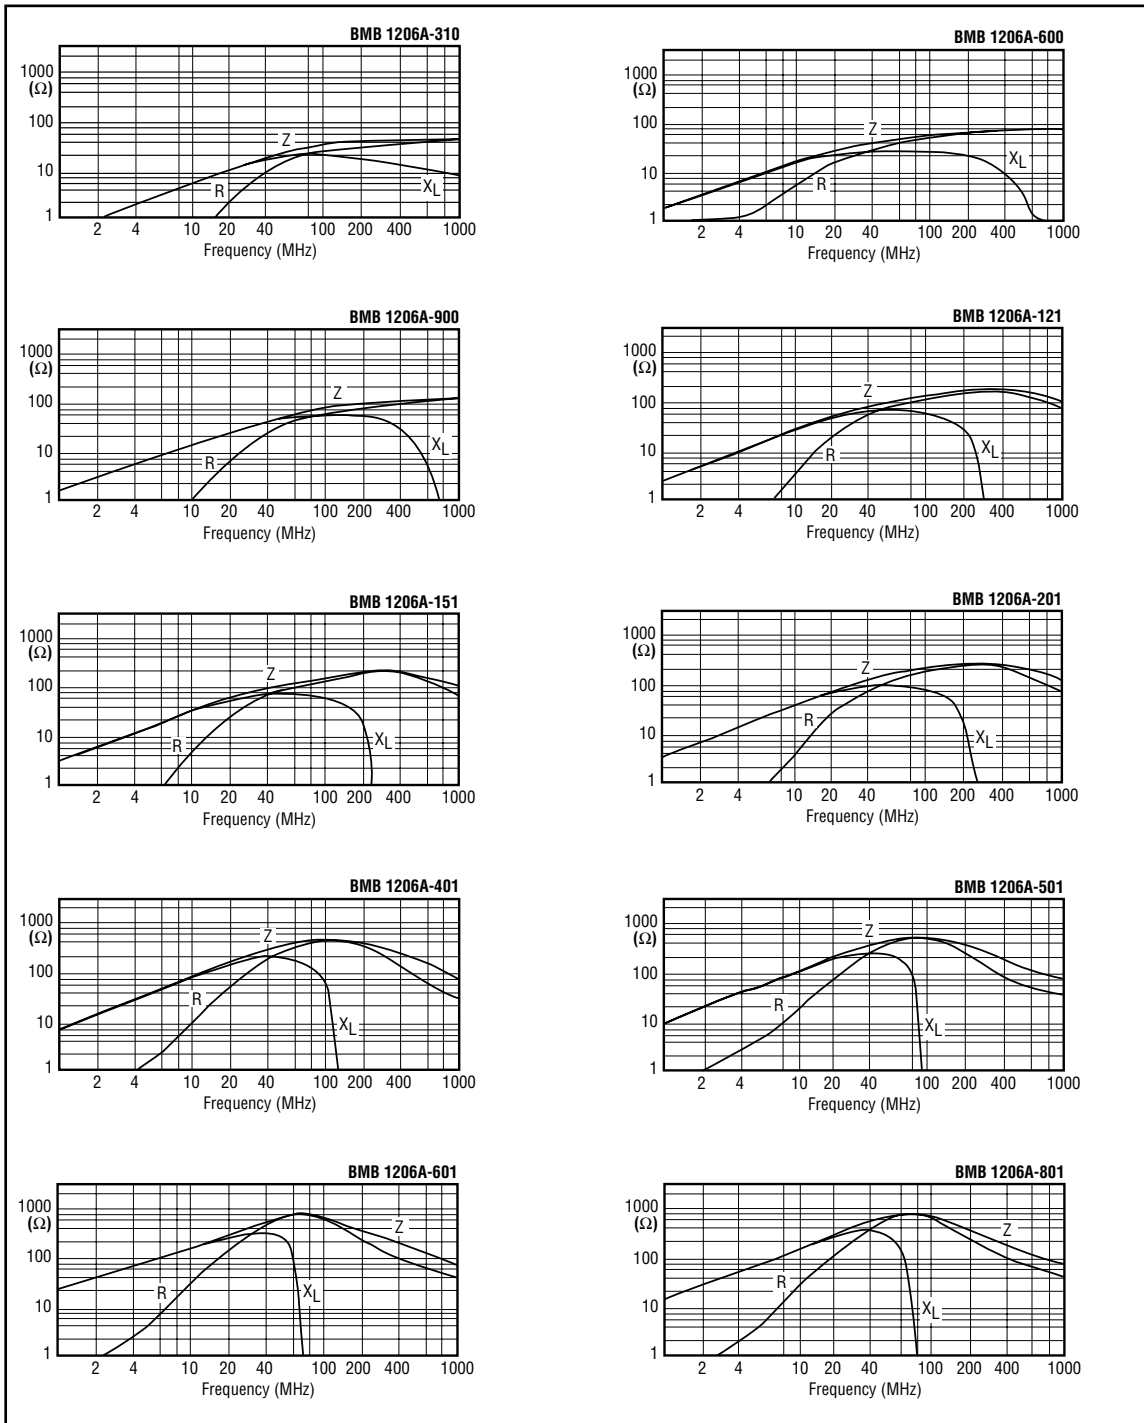 BMB 1206A-310
1000
(Ω)
100
10
1
Z
R
XL
2 4 10 20 40 100 200 400 1000
Frequency (MHz)
BMB 1206A-600
1000
(Ω)
100
10
1
Z
R
XL
2 4 10 20 40 100 200 400 1000
Frequency (MHz)
BMB 1206A-900
1000
(Ω)
100
10
1
Z
R
XL
2 4 10 20 40 100 200 400 1000
Frequency (MHz)
BMB 1206A-121
1000
(Ω)
100
10
1
Z
R
XL
2 4 10 20 40 100 200 400 1000
Frequency (MHz)
BMB 1206A-151
1000
(Ω)
100
10
1
Z
R
XL
2 4 10 20 40 100 200 400 1000
Frequency (MHz)
BMB 1206A-201
1000
(Ω)
100
10
1
Z
R
XL
2 4 10 20 40 100 200 400 1000
Frequency (MHz)
BMB 1206A-401
1000
(Ω)
100
10
1
Z
R
XL
2 4 10 20 40 100 200 400 1000
Frequency (MHz)
BMB 1206A-501
1000
(Ω)
100
10
1
Z
R
XL
2 4 10 20 40 100 200 400 1000
Frequency (MHz)
BMB 1206A-601
1000
(Ω)
100
10
1
Z
R
XL
2 4 10 20 40 100 200 400 1000
Frequency (MHz)
BMB 1206A-801
1000
(Ω)
100
10
1
Z
R
XL
2 4 10 20 40 100 200 400 1000
Frequency (MHz)